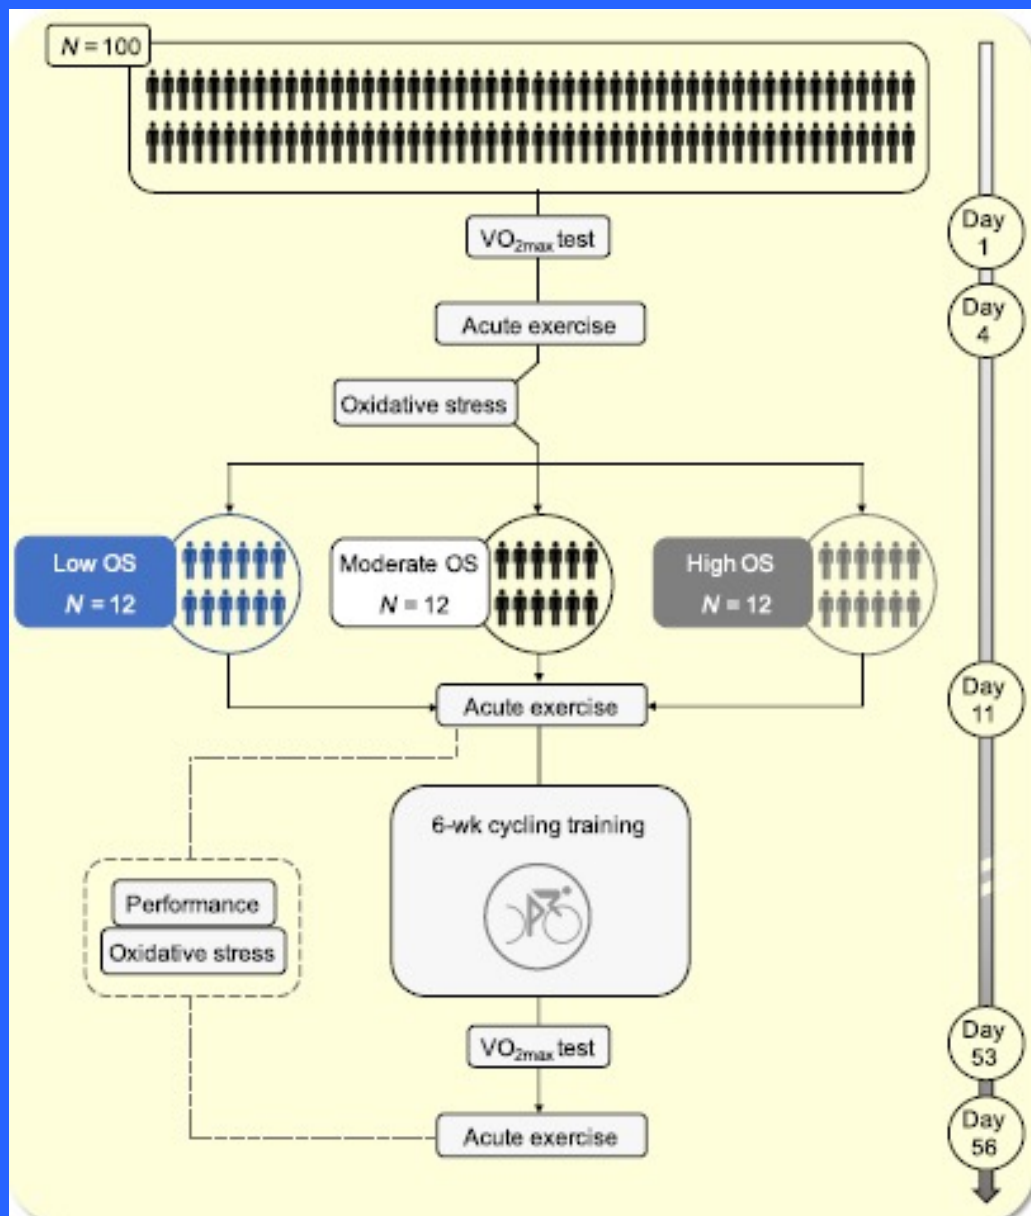 N = 100
VO2max test
Day
1
Acute exercise
Day
4
Oxidative stress
Low OS
N = 12
Moderate OS
N = 12
High OS
N = 12
Acute exercise
Day
11
6-wk cycling training
Performance
Oxidative stress
VO2max test
Day
53
Acute exercise
Day
56